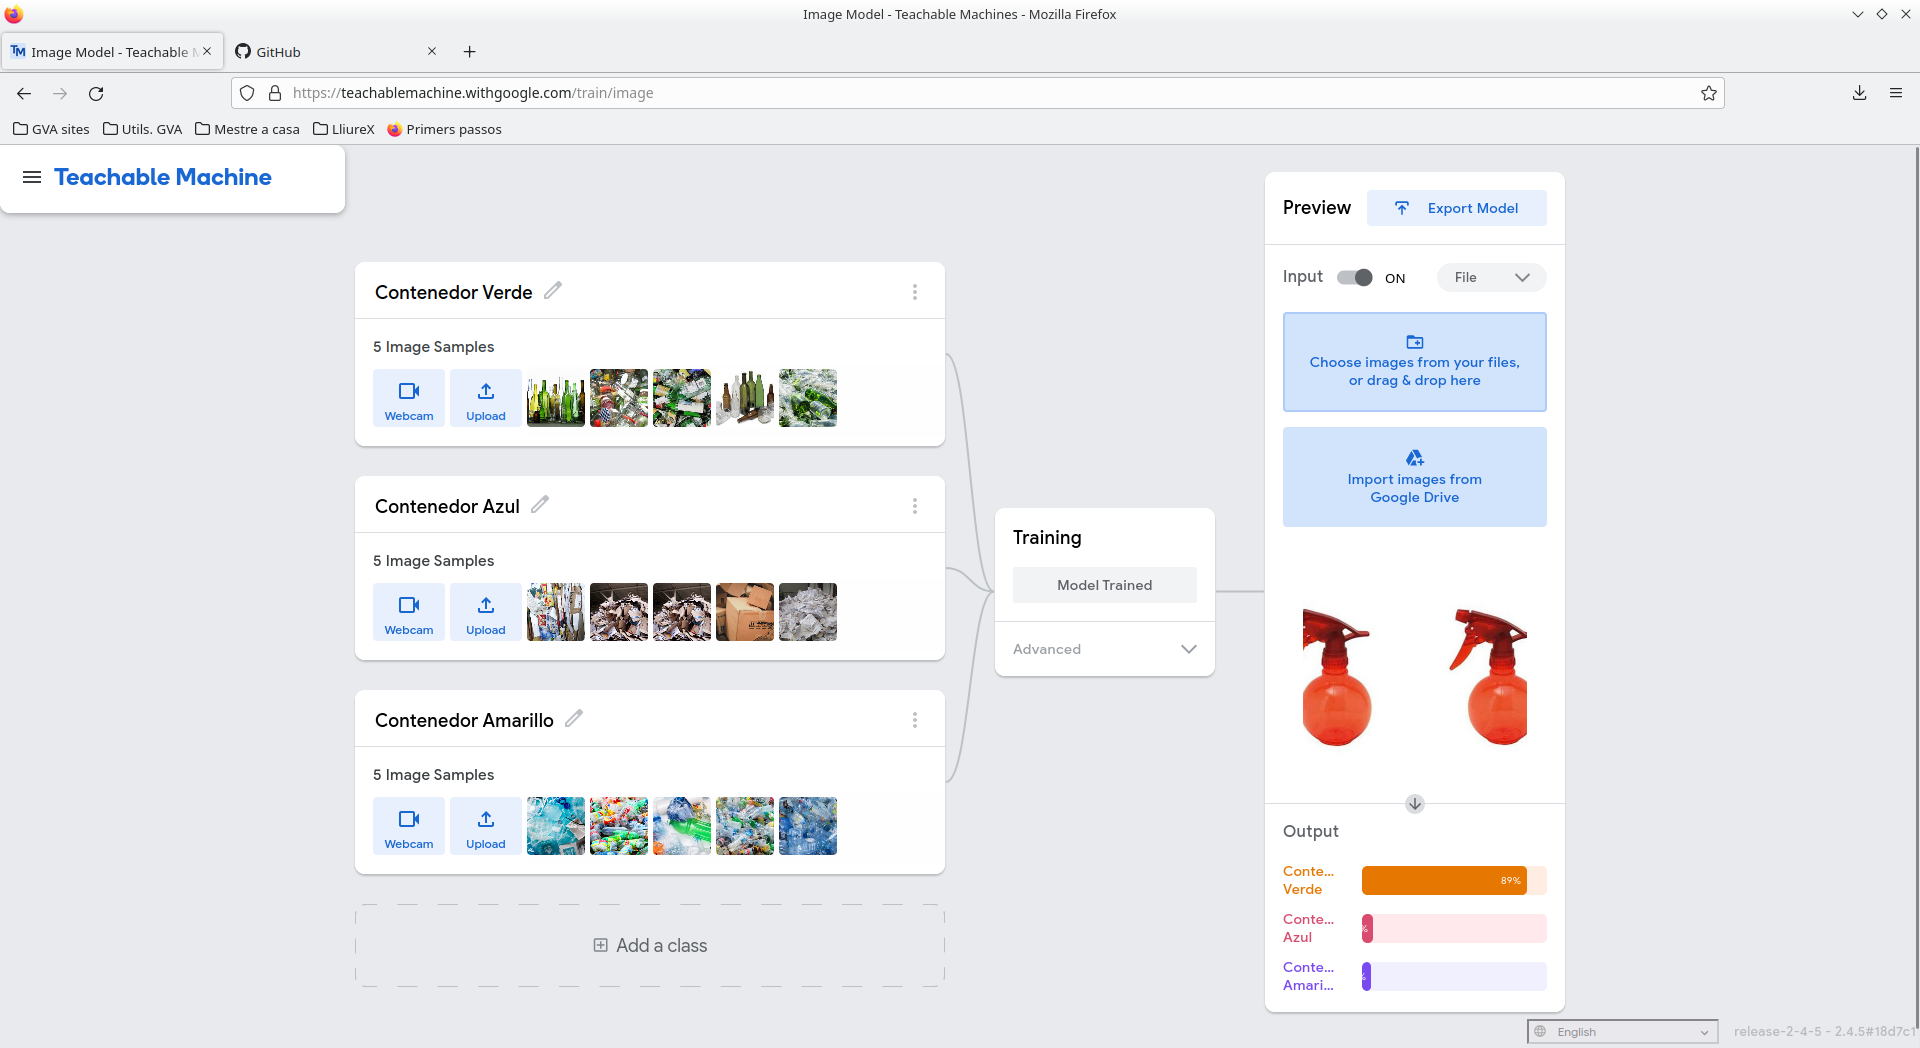 Image Model - Teachable Machines - Mozilla Firefox
TM Image Model - Teachable M
GitHub
https://teachablemachine.withgoogle.com/train/image
GVA sites Utils. GVA Mestre a casa LliureX Primers passos
Teachable Machine
Contenedor Verde
5 Image Samples
Webcam Upload
Contenedor Azul
5 Image Samples
Webcam Upload
Contenedor Amarillo
5 Image Samples
Webcam Upload
Add a class
Training
Model Trained
Advanced
Preview Export Model
Input ON File
Choose images from your files,
or drag & drop here
Import images from
Google Drive
Output
Conte...
Verde
89%
Conte...
Azul
%
Conte...
Amari...
%
English
release-2-4-5 - 2.4.5#18d7c1